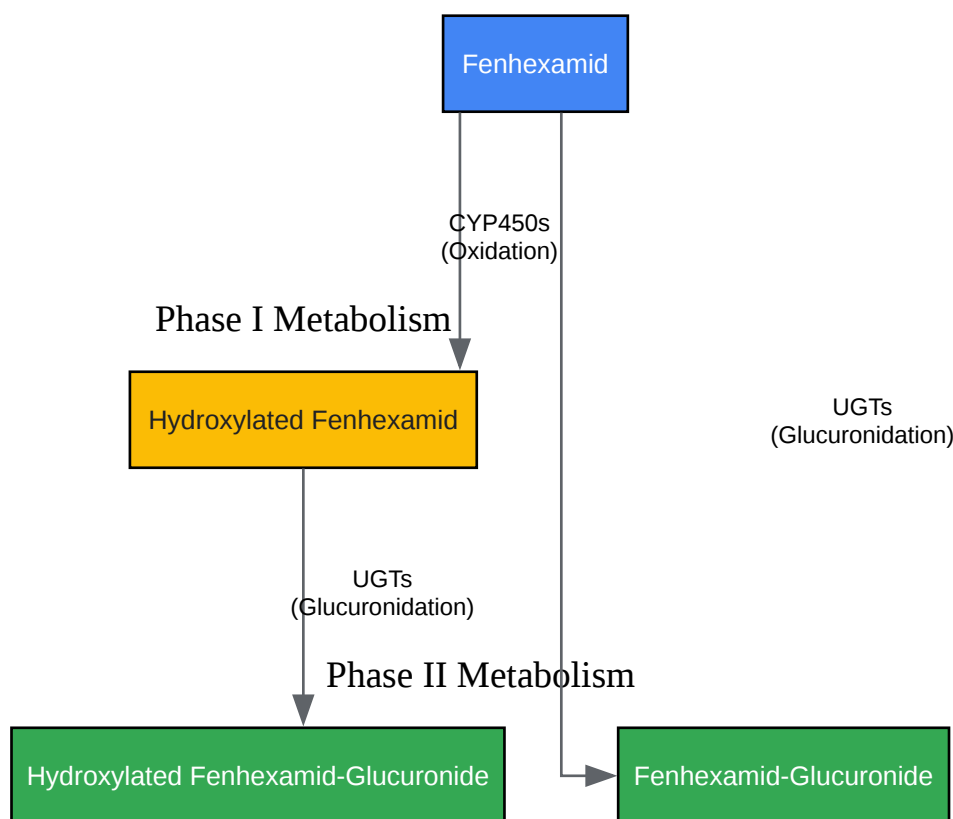 Fenhexamid
CYP450s
(Oxidation)
Phase I Metabolism
Hydroxylated Fenhexamid
UGTs
(Glucuronidation)
UGTs
(Glucuronidation)
Phase II Metabolism
Hydroxylated Fenhexamid-Glucuronide
Fenhexamid-Glucuronide